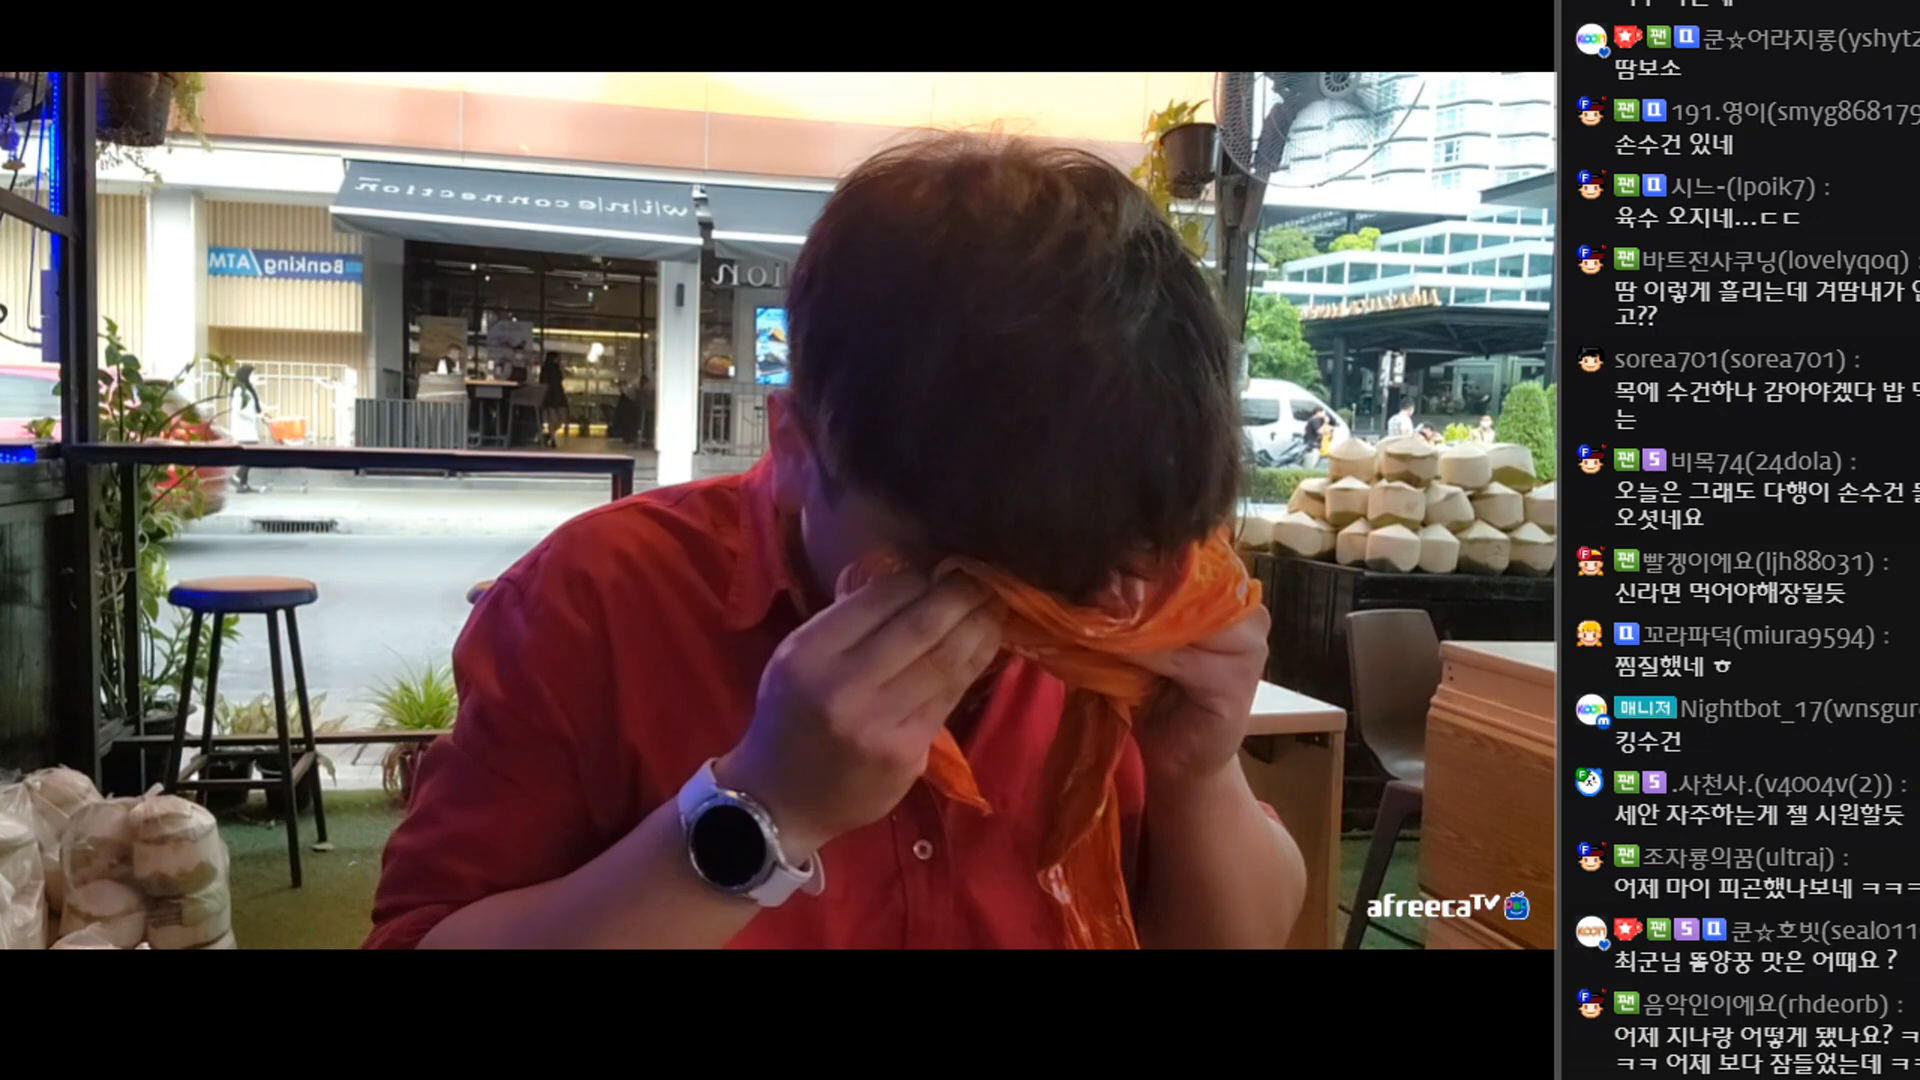 wineconnection
Banking/ATM
afreecaTV
쿤☆어라지롱(yshytz
땀보소
191.영이(smyg868179
손수건 있네
시느-(lpoik7) :
육수 오지네...ㄷㄷ
바트전사쿠닝(lovelyqoq) :
땀 이렇게 흘리는데 겨땀내가
고??
sorea701(sorea701) :
목에 수건하나 감아야겠다 밥
는
비목74(24dola) :
오늘은 그래도 다행이 손수건
오셧네요
빨겡이에요(ljh88031) :
신라면 먹어야해장될듯
꼬라파덕(miura9594) :
찜질했네 ㅎ
매니저 Nightbot_17(wnsgur
킹수건
.사천사.(v4004v(2)) :
세안 자주하는게 젤 시원할듯
조자룡의꿈(ultraj) :
어제 마이 피곤했나보네 ㅋㅋㅋ
쿤☆호빗(seal011
최군님 똠양꿍 맛은 어때요 ?
음악인이에요(rhdeorb) :
어제 지나랑 어떻게 됐나요? ㅋ
ㅋㅋ 어제 보다 잠들었는데 ㅋㅋ